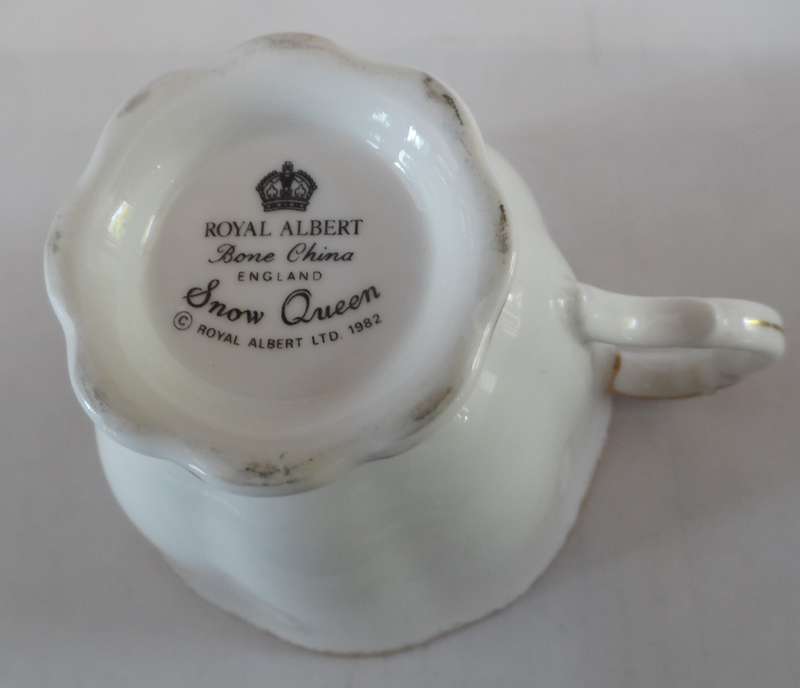 ROYAL ALBERT
Bone China
ENGLAND
Snow Queen
© ROYAL ALBERT LTD. 1982